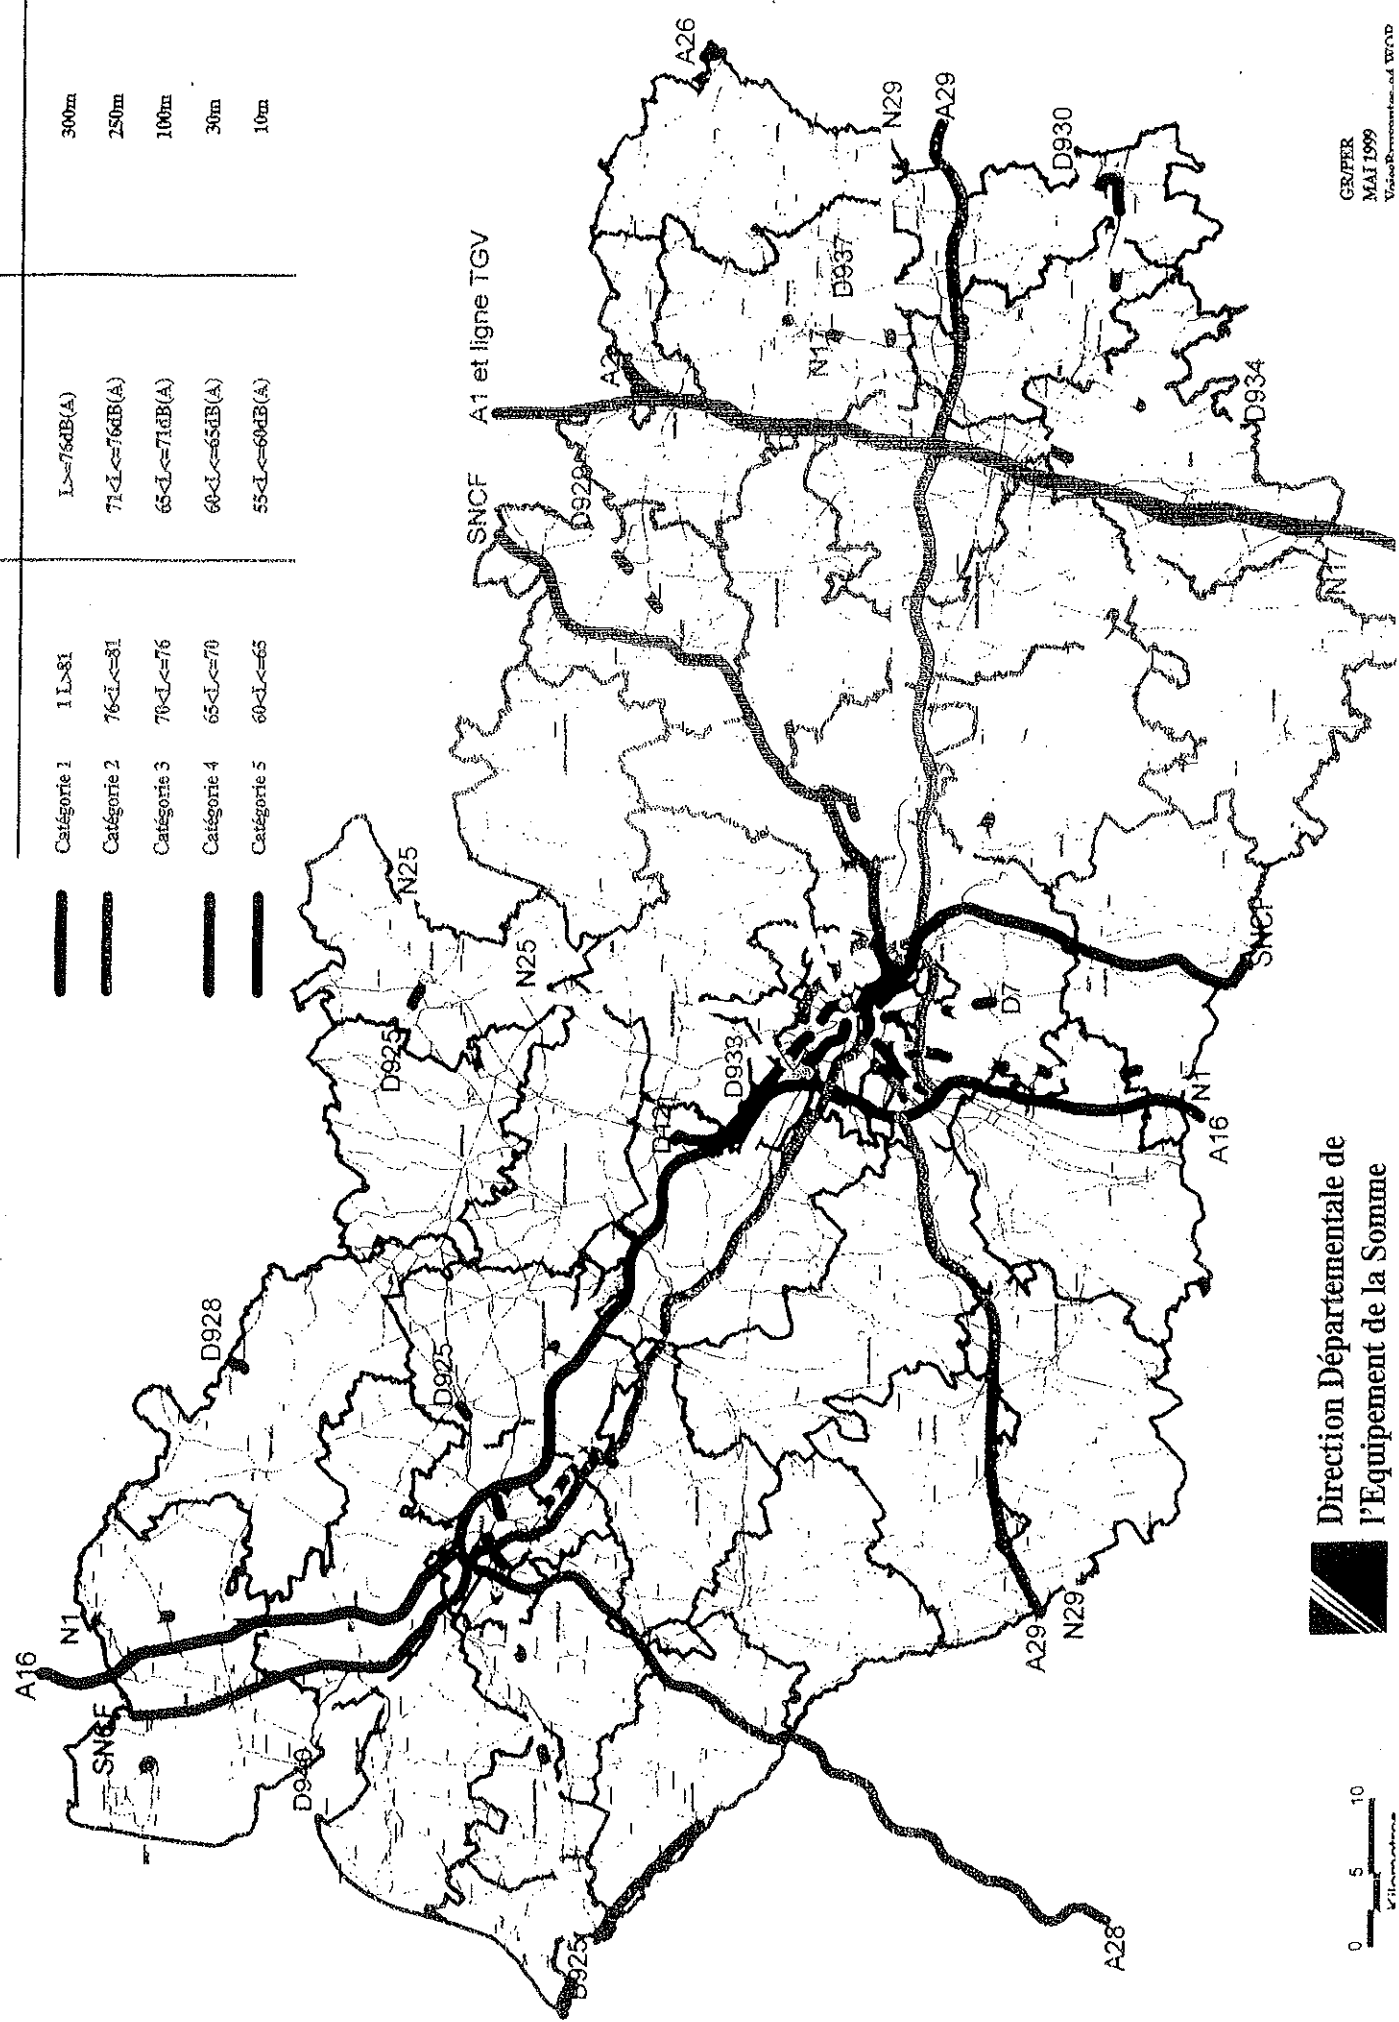 Catégorie 1 1 L>81 L>=76dB(A) 300m
Catégorie 2 76<L<=81 71<L<=76dB(A) 250m
Catégorie 3 70<L<=76 65<L<=71dB(A) 100m
Catégorie 4 65<L<=70 60<L<=65dB(A) 30m
Catégorie 5 60<L<=65 55<L<=60dB(A) 10m
A16
N1
SNCF
D940
D928
D925
D925
N25
N25
D925
SNCF
A1 et ligne TGV
D929
A26
N29
A29
D930
D937
N17
D934
D933
D7
SNCF
N1
A16
A29
N29
A28
D925
0 5 10
Kilomètres
Direction Départementale de
l'Equipement de la Somme
GR/PER
MAI 1999